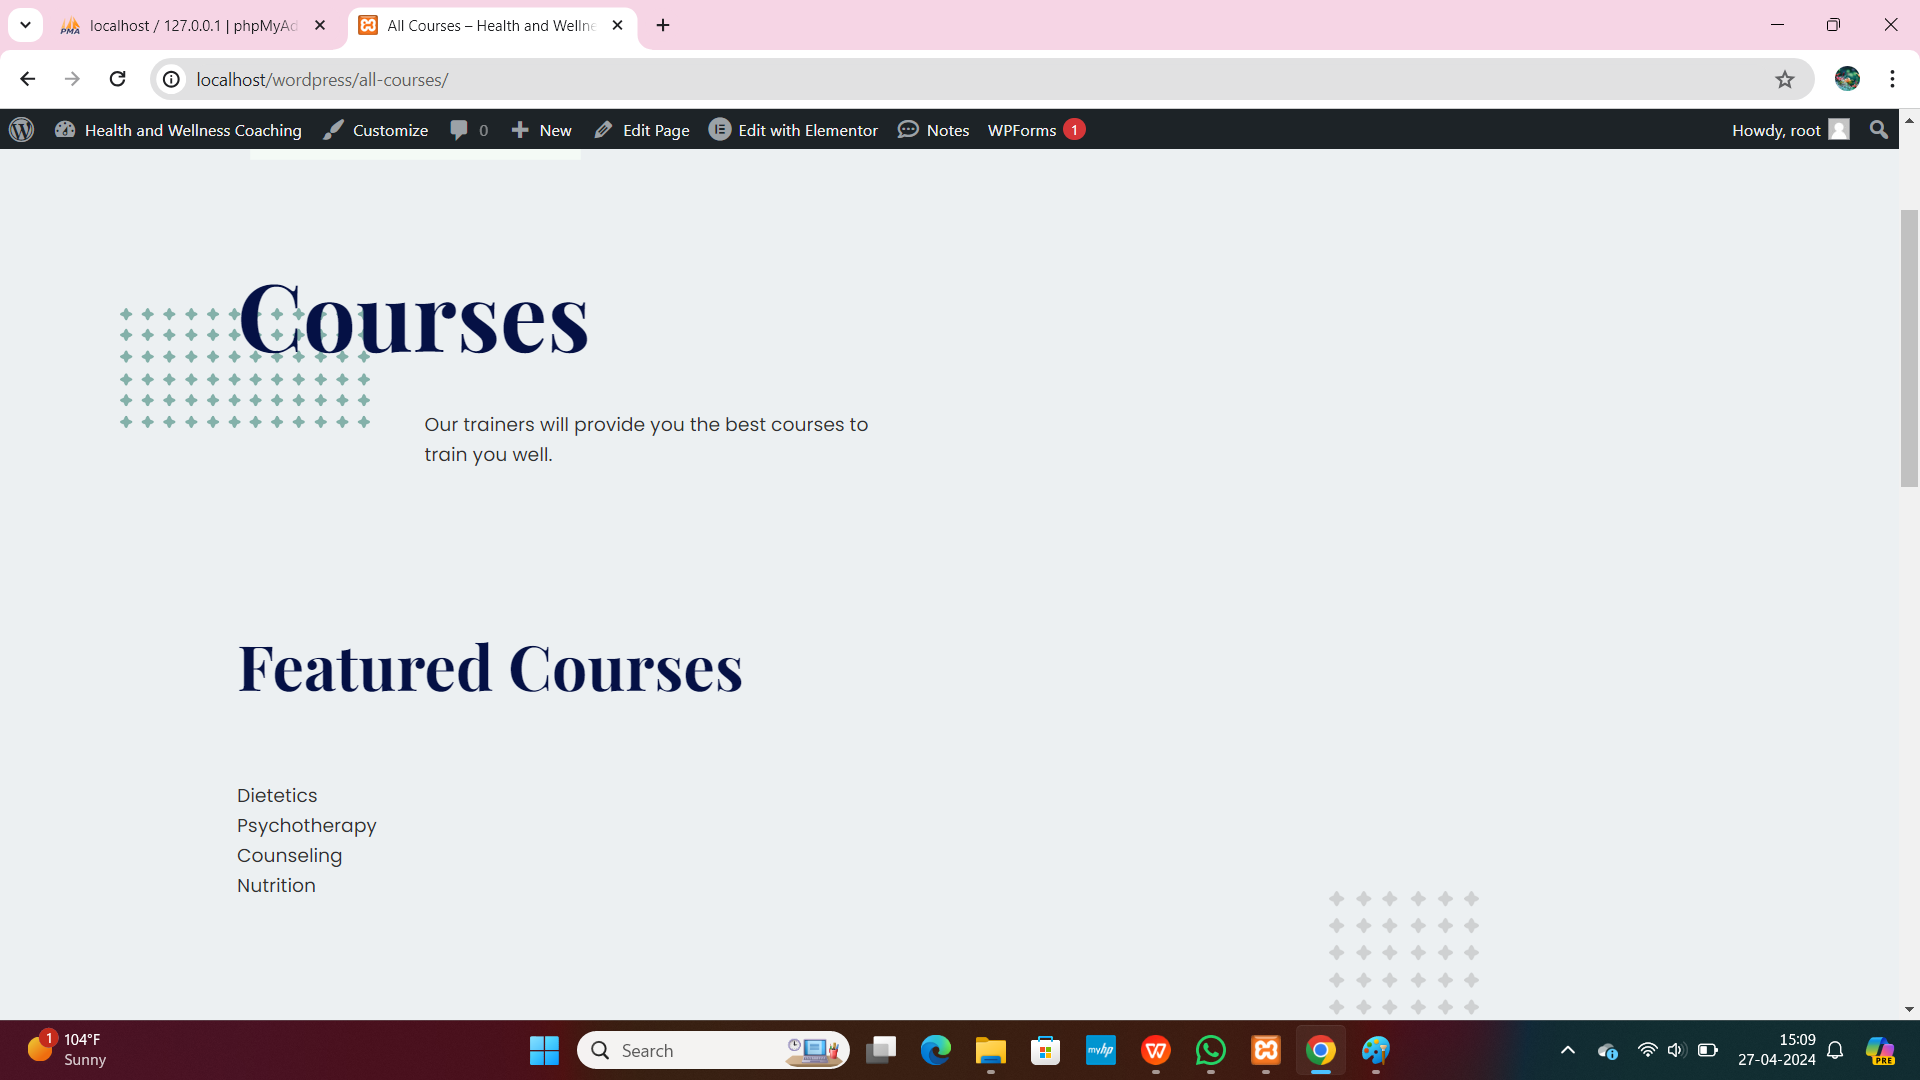 localhost / 127.0.0.1 | phpMyAd
All Courses – Health and Wellne
localhost/wordpress/all-courses/
Health and Wellness Coaching
Customize
0
New
Edit Page
Edit with Elementor
Notes
WPForms 1
Howdy, root
Courses
Our trainers will provide you the best courses to
train you well.
Featured Courses
Dietetics
Psychotherapy
Counseling
Nutrition
1
104°F
Sunny
Search
myhp
15:09
27-04-2024
PRE